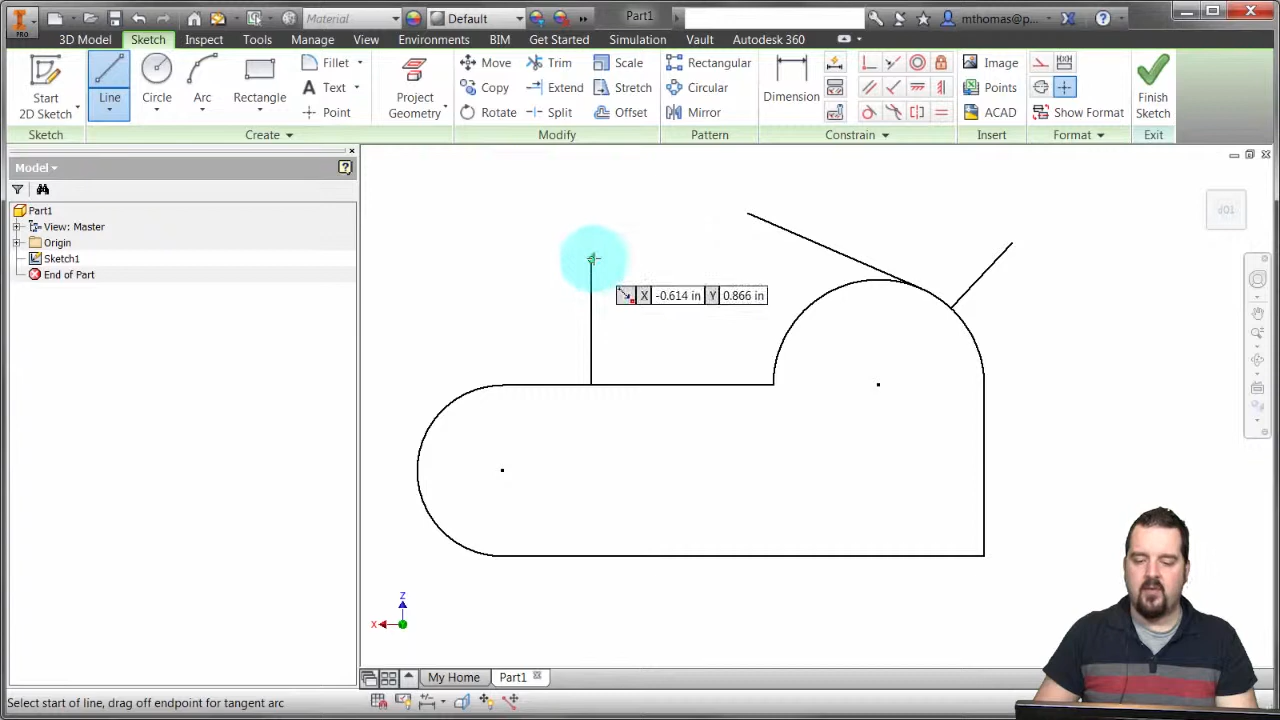 Material Default Part1 mthomas@p...
PRO 3D Model Sketch Inspect Tools Manage View Environments BIM Get Started Simulation Vault Autodesk 360
Fillet Move Trim Scale Rectangular Image
Text Copy Extend Stretch Circular Points
Start 2D Sketch Line Circle Arc Rectangle Point Project Geometry Rotate Split Offset Mirror Dimension ACAD Show Format Finish Sketch
Sketch Create Modify Pattern Constrain Insert Format Exit
Model
Part1
View: Master
Origin
Sketch1
End of Part
X -0.614 in Y 0.866 in
Z
X
My Home Part1
Select start of line, drag off endpoint for tangent arc